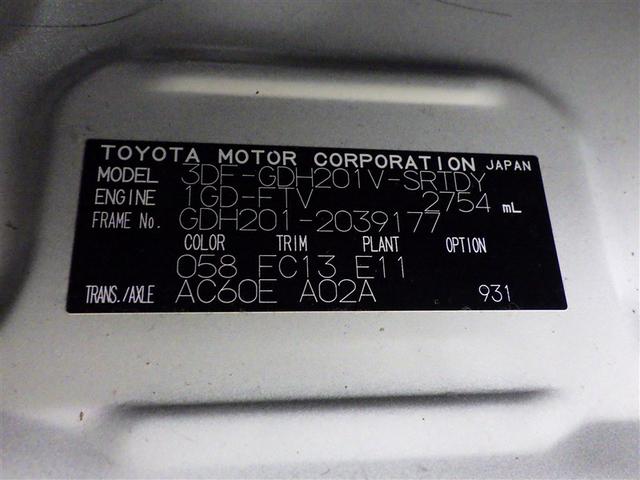 TOYOTA MOTOR CORPORATION JAPAN
MODEL 3DF-GDH201V-SRTDY
ENGINE 1GD-FTV 2754 mL
FRAME No. GDH201-2039177
COLOR TRIM PLANT OPTION
058 FC13 E11
TRANS./AXLE AC60E A02A 931